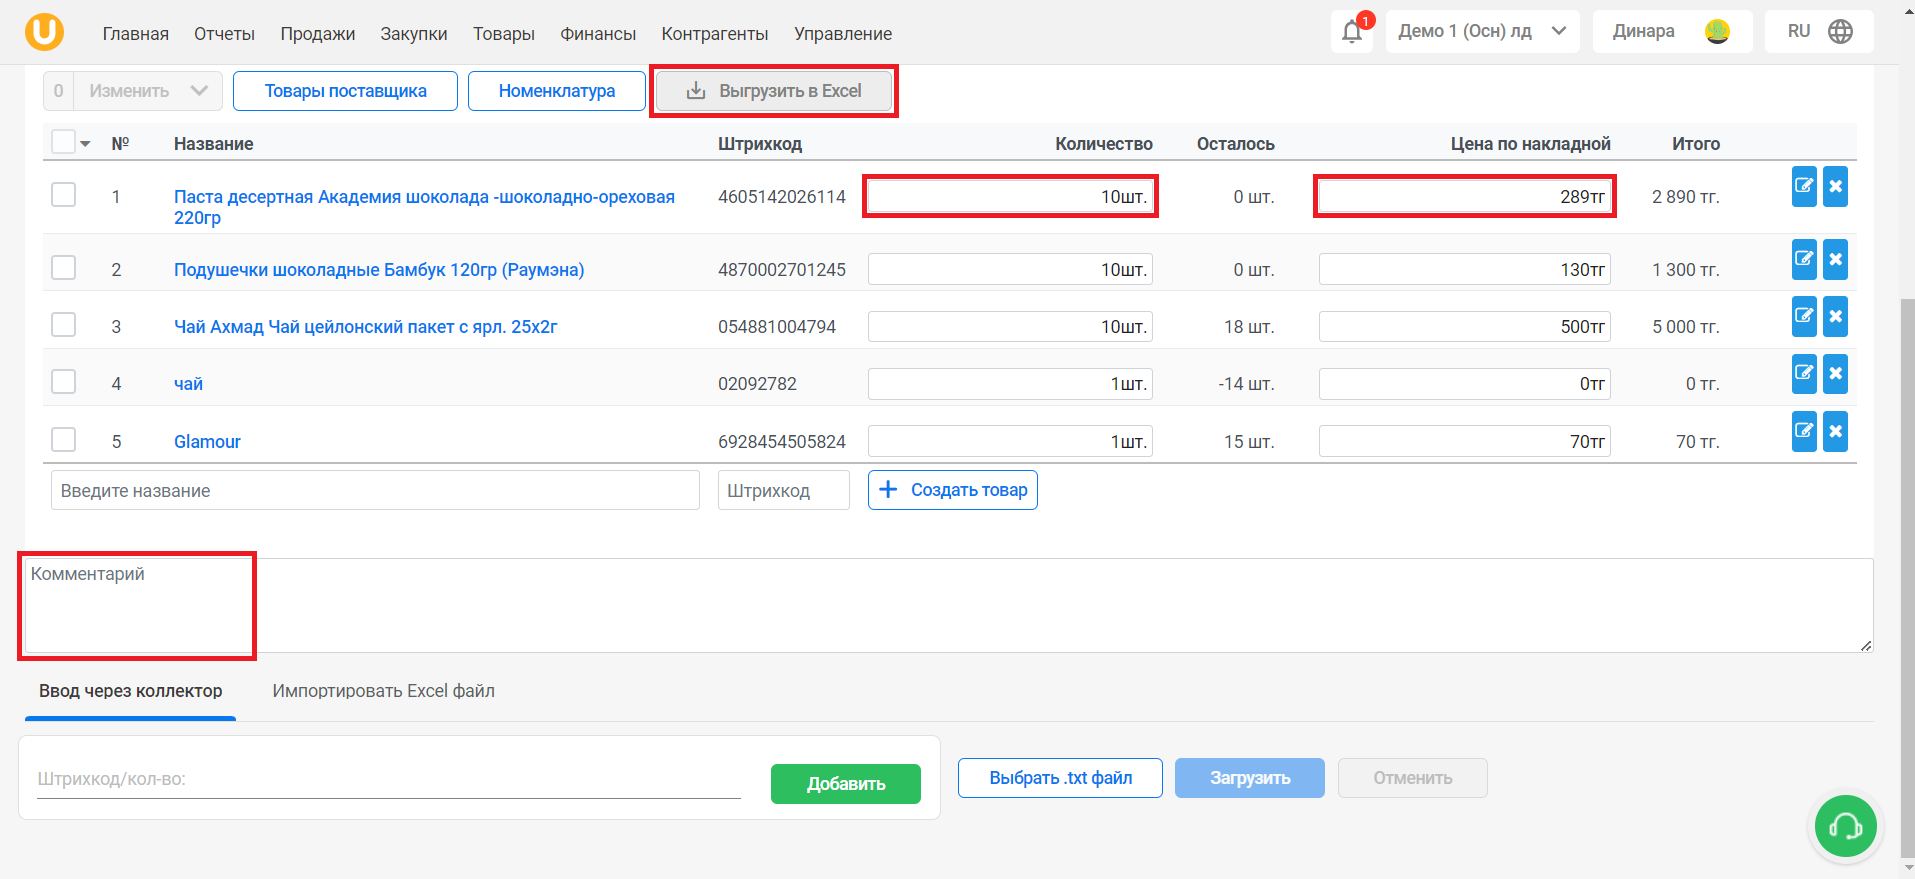 U Главная Отчеты Продажи Закупки Товары Финансы Контрагенты Управление 1 Демо 1 (Осн) лд Динара RU
0 Изменить Товары поставщика Номенклатура Выгрузить в Excel
№ Название Штрихкод Количество Осталось Цена по накладной Итого
1 Паста десертная Академия шоколада -шоколадно-ореховая 4605142026114 10шт. 0 шт. 289тг 2 890 тг.
220гр
2 Подушечки шоколадные Бамбук 120гр (Раумэна) 4870002701245 10шт. 0 шт. 130тг 1 300 тг.
3 Чай Ахмад Чай цейлонский пакет с ярл. 25х2г 054881004794 10шт. 18 шт. 500тг 5 000 тг.
4 чай 02092782 1шт. -14 шт. 0тг 0 тг.
5 Glamour 6928454505824 1шт. 15 шт. 70тг 70 тг.
Введите название Штрихкод Создать товар
Комментарий
Ввод через коллектор Импортировать Excel файл
Штрихкод/кол-во: Добавить Выбрать .txt файл Загрузить Отменить